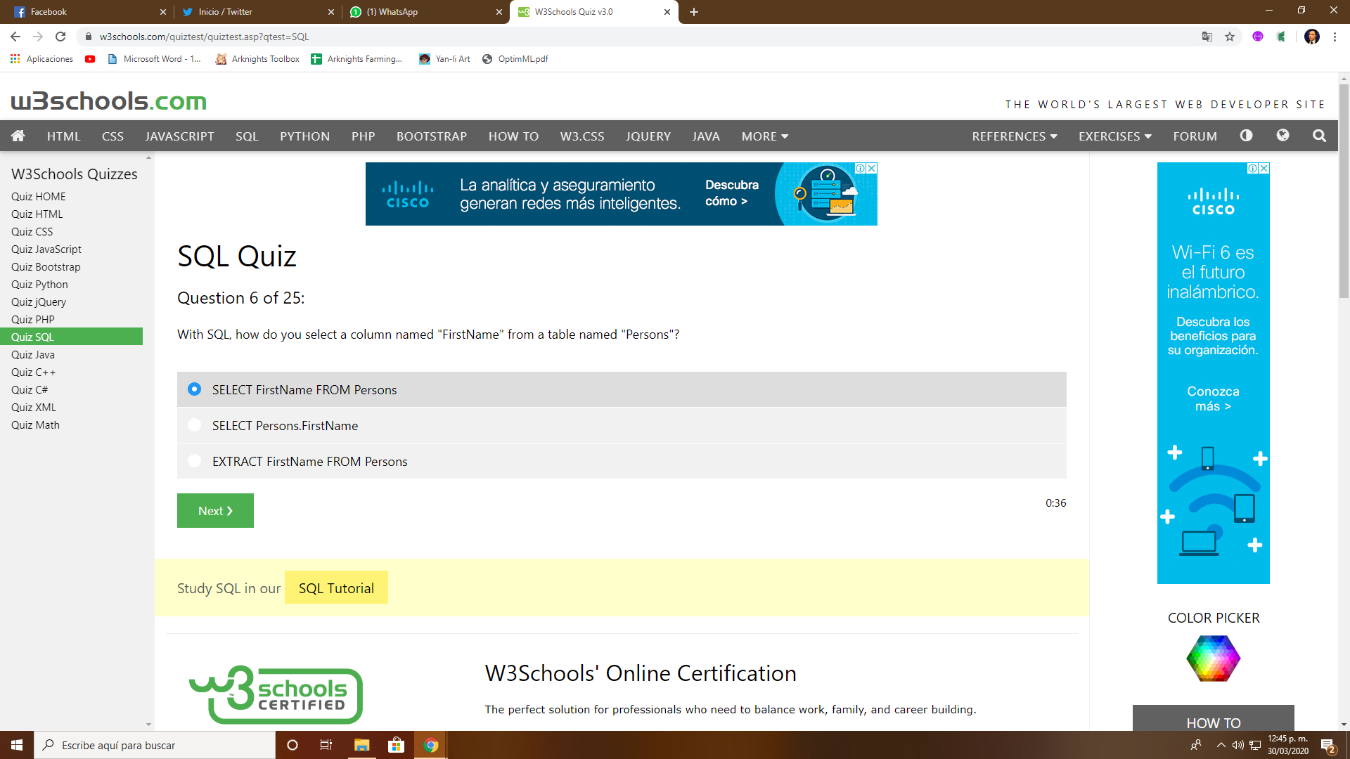 Facebook
Inicio / Twitter
(1) WhatsApp
W3Schools Quiz v3.0
w3schools.com/quiztest/quiztest.asp?qtest=SQL
Aplicaciones
Microsoft Word - 1...
Arknights Toolbox
Arknights Farming...
Yan-li Art
OptimML.pdf
w3schools.com
THE WORLD'S LARGEST WEB DEVELOPER SITE
HTML CSS JAVASCRIPT SQL PYTHON PHP BOOTSTRAP HOW TO W3.CSS JQUERY JAVA MORE REFERENCES EXERCISES FORUM
W3Schools Quizzes
Quiz HOME
Quiz HTML
Quiz CSS
Quiz JavaScript
Quiz Bootstrap
Quiz Python
Quiz jQuery
Quiz PHP
Quiz SQL
Quiz Java
Quiz C++
Quiz C#
Quiz XML
Quiz Math
CISCO
La analítica y aseguramiento
generan redes más inteligentes.
Descubra
cómo >
SQL Quiz
Question 6 of 25:
With SQL, how do you select a column named "FirstName" from a table named "Persons"?
SELECT FirstName FROM Persons
SELECT Persons.FirstName
EXTRACT FirstName FROM Persons
Next ❯
0:36
Study SQL in our SQL Tutorial
w3schools
CERTIFIED
W3Schools' Online Certification
The perfect solution for professionals who need to balance work, family, and career building.
CISCO
Wi-Fi 6 es
el futuro
inalámbrico.
Descubra los
beneficios para
su organización.
Conozca
más >
COLOR PICKER
HOW TO
Escribe aquí para buscar
12:45 p. m.
30/03/2020
2